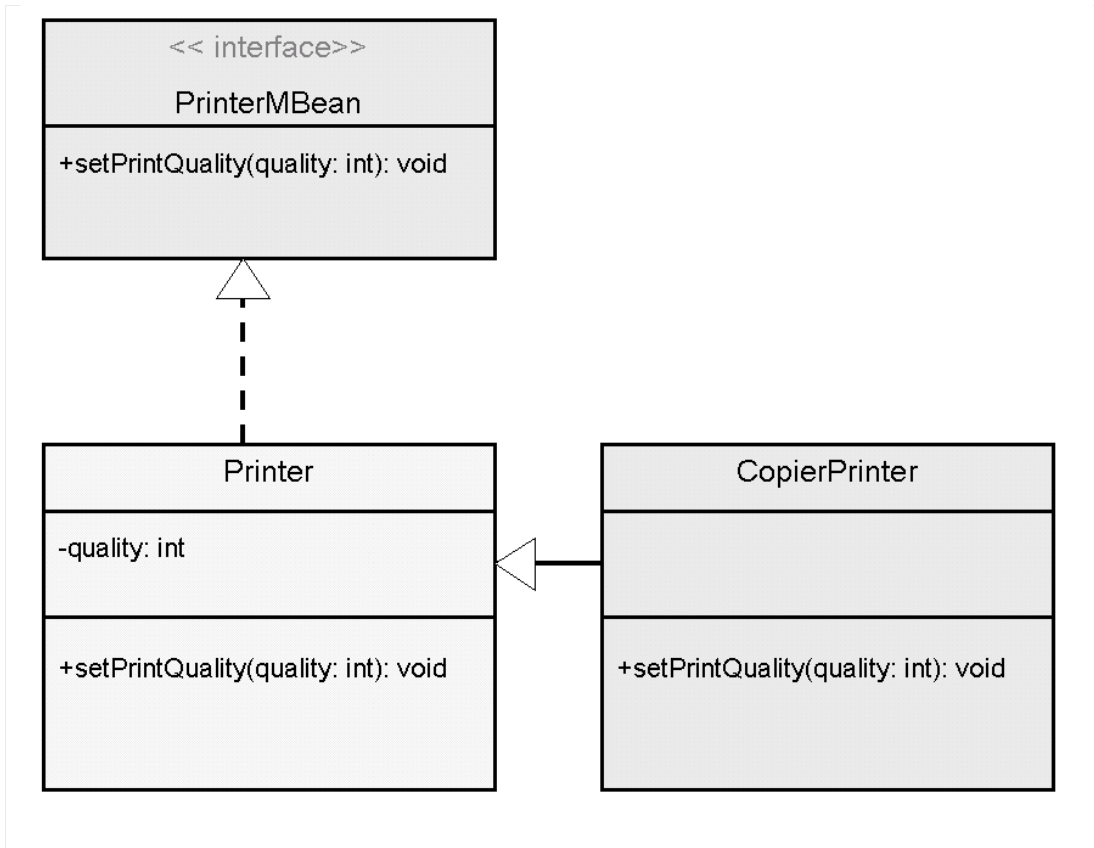 << interface>>
PrinterMBean
+setPrintQuality(quality: int): void
Printer
-quality: int
+setPrintQuality(quality: int): void
CopierPrinter
+setPrintQuality(quality: int): void